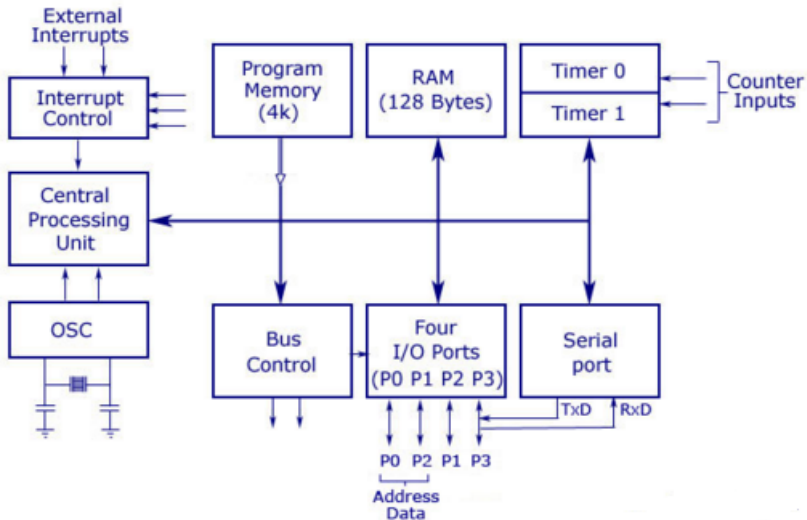 External
Interrupts
Interrupt
Control
Program
Memory
(4k)
RAM
(128 Bytes)
Timer 0
Timer 1
Counter
Inputs
Central
Processing
Unit
OSC
Bus
Control
Four
I/O Ports
(P0 P1 P2 P3)
Serial
port
TxD
RxD
P0 P2 P1 P3
Address
Data